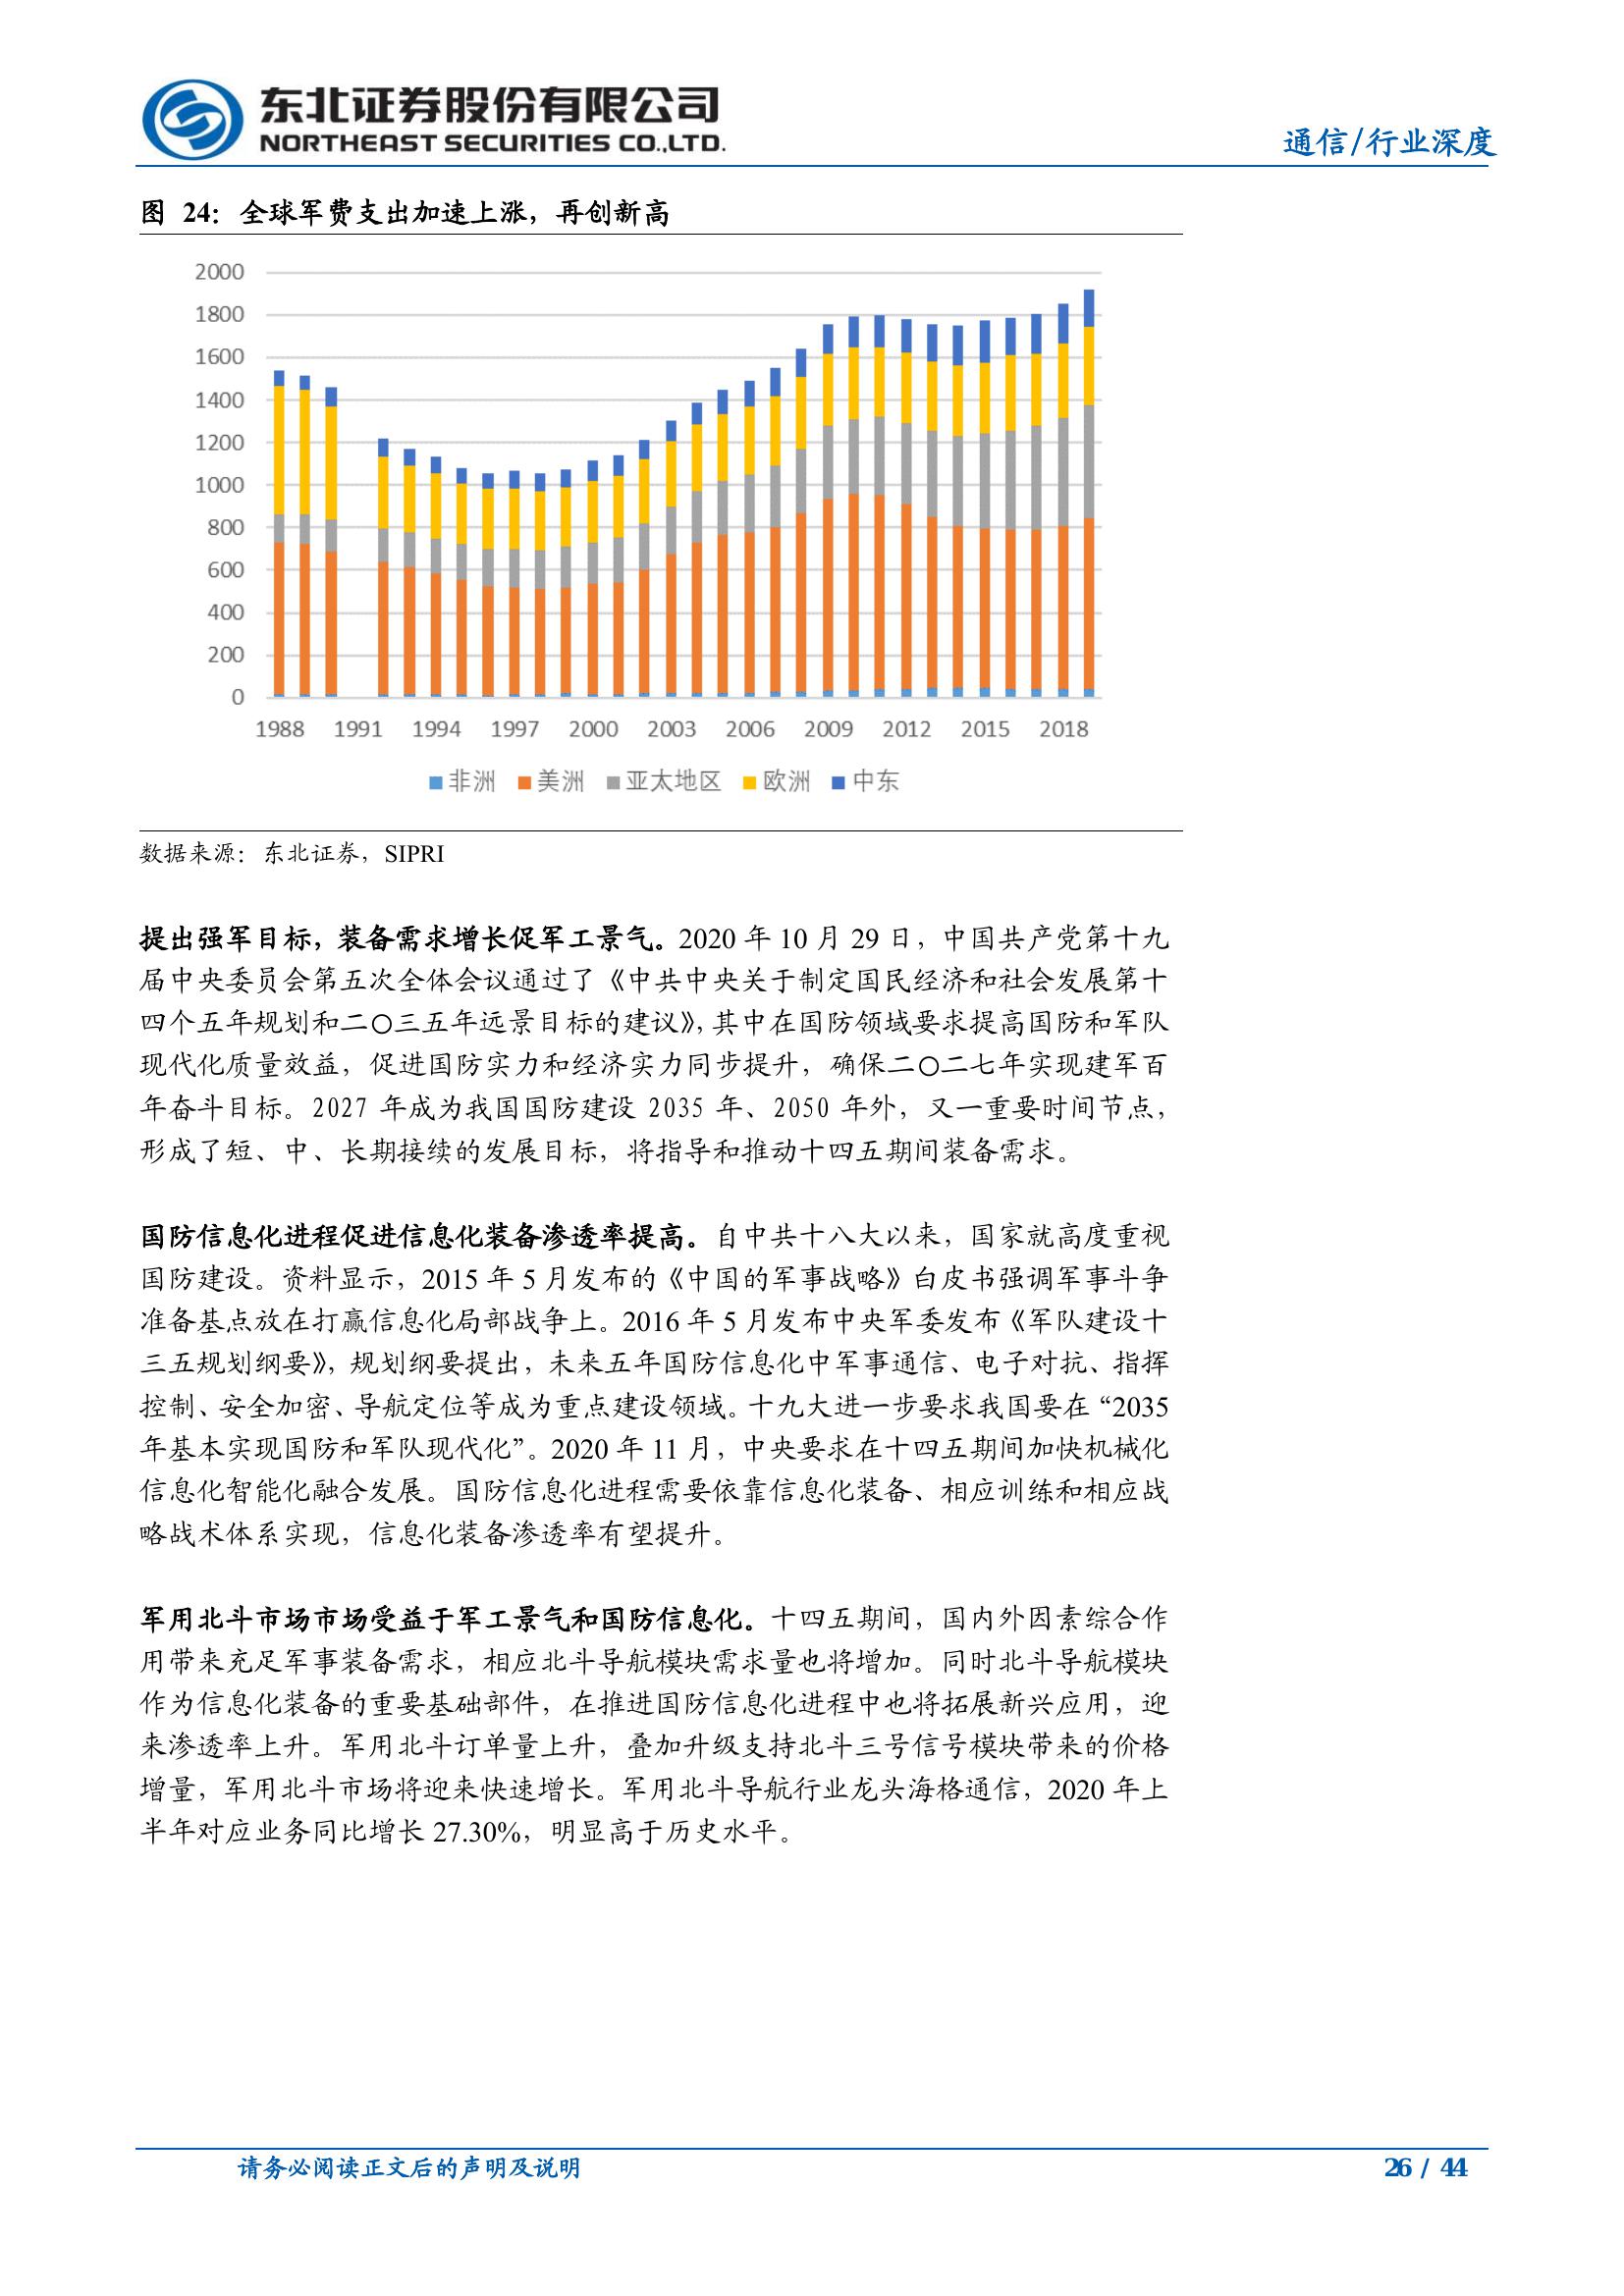 东北证券股份有限公司
NORTHEAST SECURITIES CO.,LTD.
通信/行业深度
图 24：全球军费支出加速上涨，再创新高
2000
1800
1600
1400
1200
1000
800
600
400
200
0
1988 1991 1994 1997 2000 2003 2006 2009 2012 2015 2018
非洲 美洲 亚太地区 欧洲 中东
数据来源：东北证券，SIPRI
提出强军目标，装备需求增长促军工景气。2020 年 10 月 29 日，中国共产党第十九
届中央委员会第五次全体会议通过了《中共中央关于制定国民经济和社会发展第十
四个五年规划和二〇三五年远景目标的建议》，其中在国防领域要求提高国防和军队
现代化质量效益，促进国防实力和经济实力同步提升，确保二〇二七年实现建军百
年奋斗目标。2027 年成为我国国防建设 2035 年、2050 年外，又一重要时间节点，
形成了短、中、长期接续的发展目标，将指导和推动十四五期间装备需求。
国防信息化进程促进信息化装备渗透率提高。自中共十八大以来，国家就高度重视
国防建设。资料显示，2015 年 5 月发布的《中国的军事战略》白皮书强调军事斗争
准备基点放在打赢信息化局部战争上。2016 年 5 月发布中央军委发布《军队建设十
三五规划纲要》，规划纲要提出，未来五年国防信息化中军事通信、电子对抗、指挥
控制、安全加密、导航定位等成为重点建设领域。十九大进一步要求我国要在 “2035
年基本实现国防和军队现代化”。2020 年 11 月，中央要求在十四五期间加快机械化
信息化智能化融合发展。国防信息化进程需要依靠信息化装备、相应训练和相应战
略战术体系实现，信息化装备渗透率有望提升。
军用北斗市场市场受益于军工景气和国防信息化。十四五期间，国内外因素综合作
用带来充足军事装备需求，相应北斗导航模块需求量也将增加。同时北斗导航模块
作为信息化装备的重要基础部件，在推进国防信息化进程中也将拓展新兴应用，迎
来渗透率上升。军用北斗订单量上升，叠加升级支持北斗三号信号模块带来的价格
增量，军用北斗市场将迎来快速增长。军用北斗导航行业龙头海格通信，2020 年上
半年对应业务同比增长 27.30%，明显高于历史水平。
请务必阅读正文后的声明及说明
26 / 44